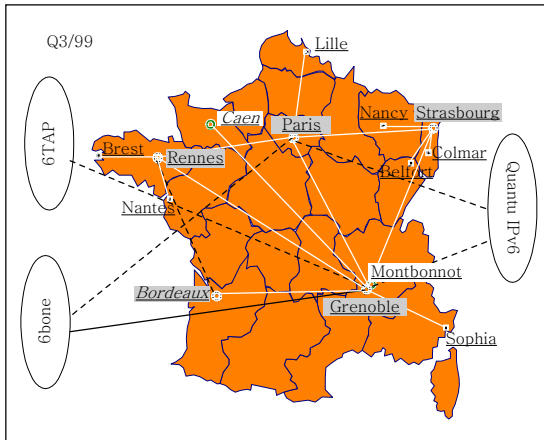 Q3/99
Lille
6TAP
Caen
Paris
Nancy
Strasbourg
Brest
Rennes
Colmar
Belfort
Quantu IPv6
Nantes
Montbonnot
Bordeaux
Grenoble
6bone
Sophia